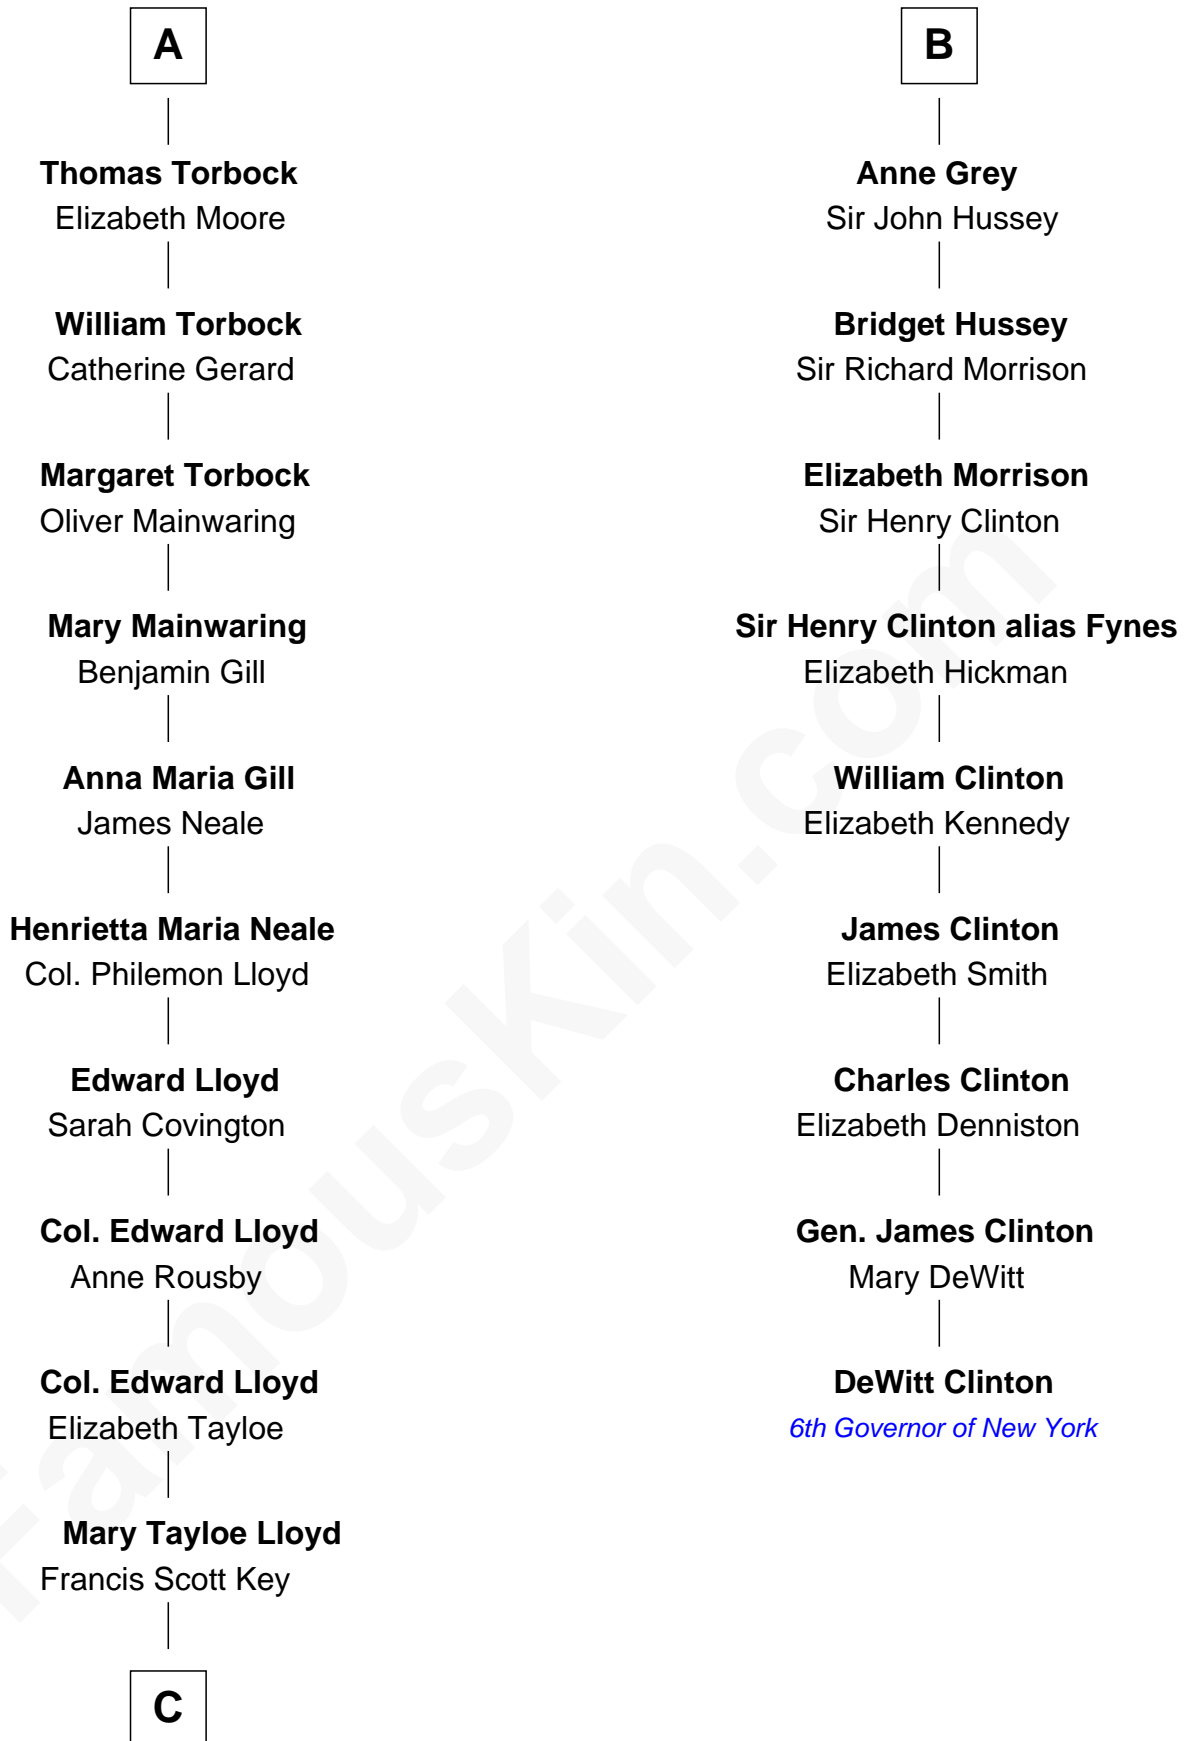 A
Thomas Torbock
Elizabeth Moore
William Torbock
Catherine Gerard
Margaret Torbock
Oliver Mainwaring
Mary Mainwaring
Benjamin Gill
Anna Maria Gill
James Neale
Henrietta Maria Neale
Col. Philemon Lloyd
Edward Lloyd
Sarah Covington
Col. Edward Lloyd
Anne Rousby
Col. Edward Lloyd
Elizabeth Tayloe
Mary Tayloe Lloyd
Francis Scott Key
C
B
Anne Grey
Sir John Hussey
Bridget Hussey
Sir Richard Morrison
Elizabeth Morrison
Sir Henry Clinton
Sir Henry Clinton alias Fynes
Elizabeth Hickman
William Clinton
Elizabeth Kennedy
James Clinton
Elizabeth Smith
Charles Clinton
Elizabeth Denniston
Gen. James Clinton
Mary DeWitt
DeWitt Clinton
6th Governor of New York
FamousKin.com